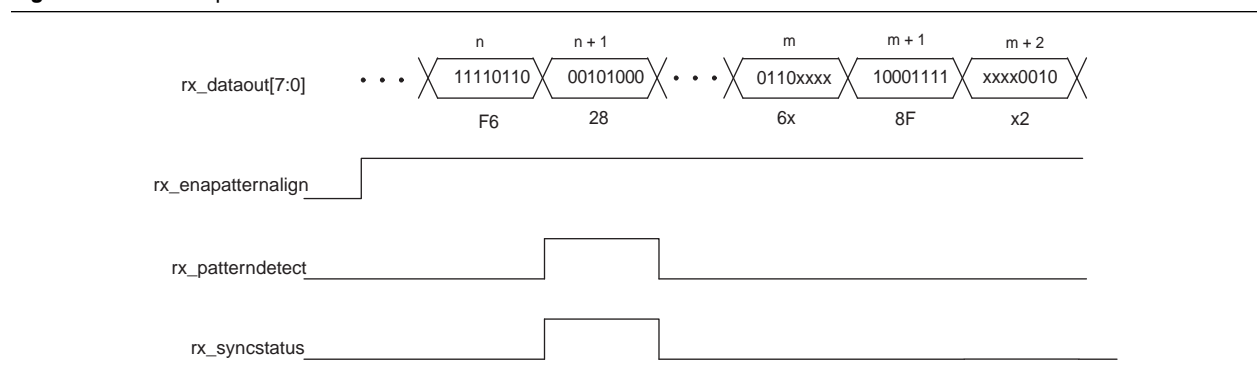 n n + 1 m m + 1 m + 2
rx_dataout[7:0] • • • 11110110 00101000 • • • 0110xxxx 10001111 xxxx0010
F6 28 6x 8F x2
rx_enapatternalign
rx_patterndetect
rx_syncstatus